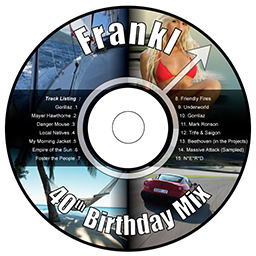 Frankl
Track Listing :
Gorillaz .1
Mayer Hawthorne .2
Danger Mouse .3
Local Natives .4
My Morning Jacket .5
Empire of the Sun .6
Foster the People .7
8. Friendly Fires
9. Underworld
10. Gorillaz
11. Mark Ronson
12. Trife & Saigon
13. Beethoven (in the Projects)
14. Massive Attack (Sampled)
15. N*E*R*D
40th Birthday Mix